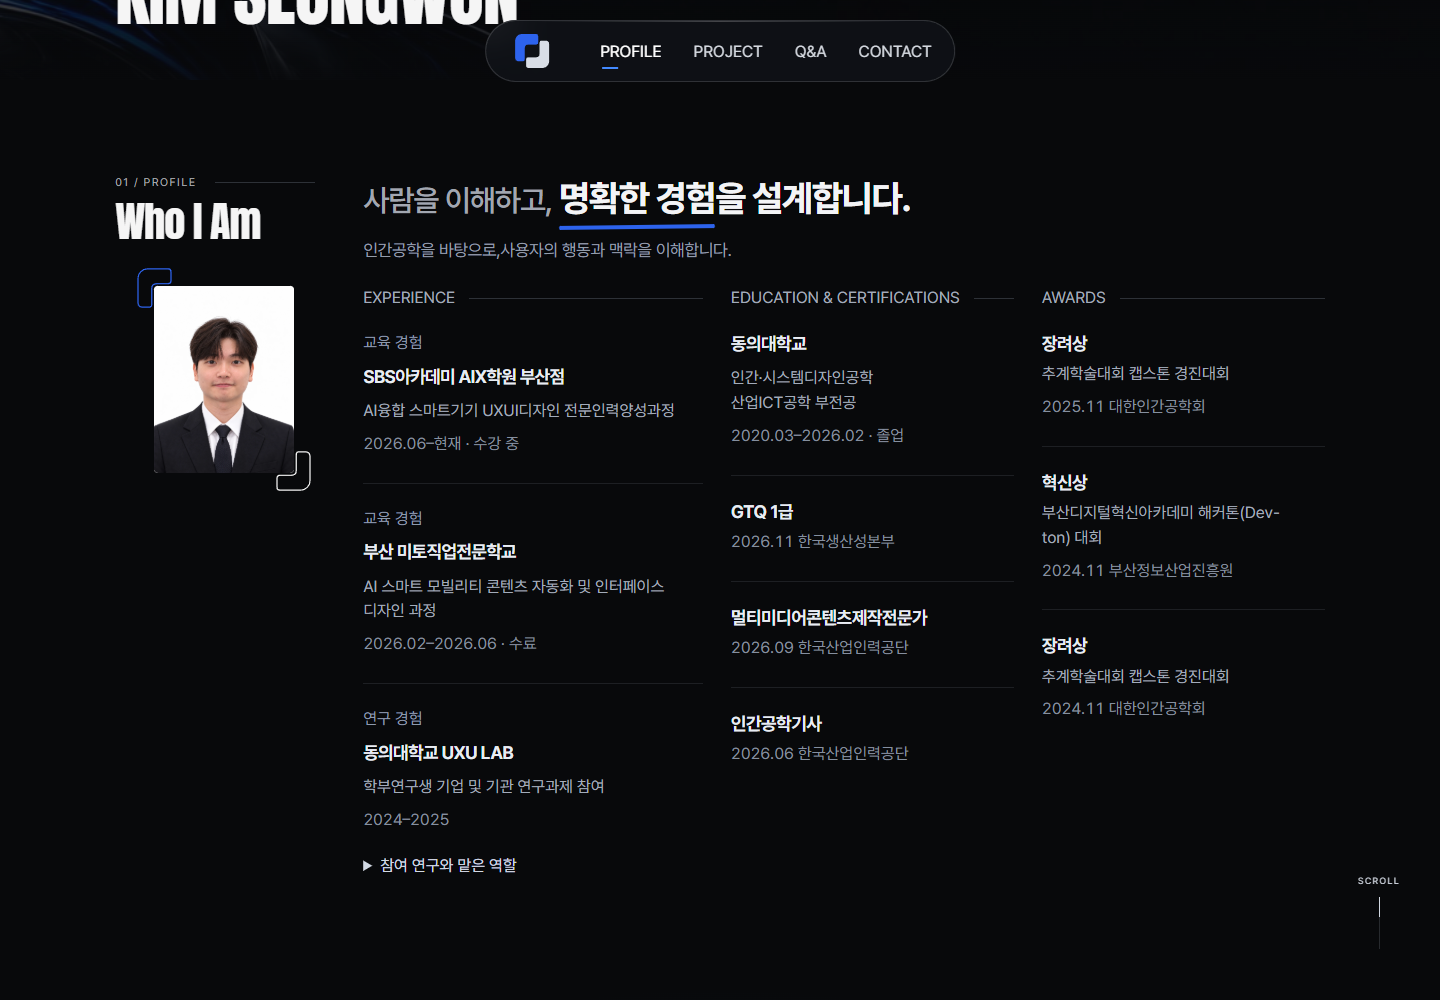 KIM SEUNGWON
PROFILE
PROJECT
Q&A
CONTACT
01 / PROFILE
Who I Am
사람을 이해하고, 명확한 경험을 설계합니다.
인간공학을 바탕으로,사용자의 행동과 맥락을 이해합니다.
EXPERIENCE
교육 경험
SBS아카데미 AIX학원 부산점
AI융합 스마트기기 UXUI디자인 전문인력양성과정
2026.06–현재 · 수강 중
교육 경험
부산 미토직업전문학교
AI 스마트 모빌리티 콘텐츠 자동화 및 인터페이스
디자인 과정
2026.02–2026.06 · 수료
연구 경험
동의대학교 UXU LAB
학부연구생 기업 및 기관 연구과제 참여
2024–2025
▶ 참여 연구와 맡은 역할
EDUCATION & CERTIFICATIONS
동의대학교
인간·시스템디자인공학
산업ICT공학 부전공
2020.03–2026.02 · 졸업
GTQ 1급
2026.11 한국생산성본부
멀티미디어콘텐츠제작전문가
2026.09 한국산업인력공단
인간공학기사
2026.06 한국산업인력공단
AWARDS
장려상
추계학술대회 캡스톤 경진대회
2025.11 대한인간공학회
혁신상
부산디지털혁신아카데미 해커톤(Dev-
ton) 대회
2024.11 부산정보산업진흥원
장려상
추계학술대회 캡스톤 경진대회
2024.11 대한인간공학회
SCROLL